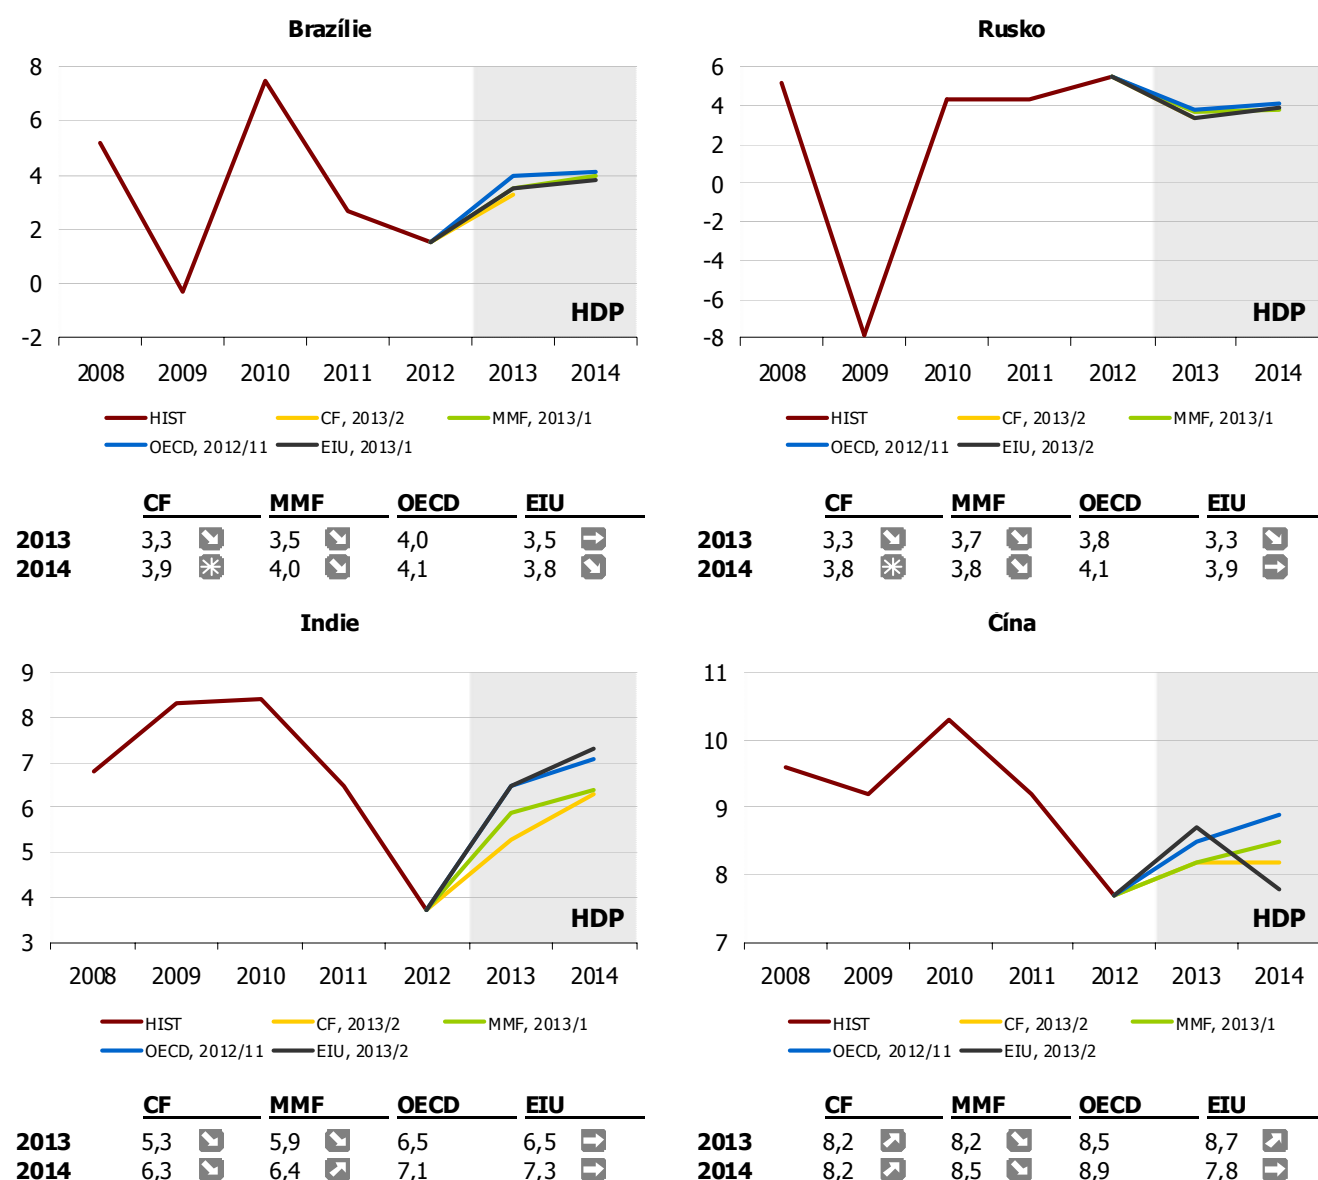 Brazílie
8
6
4
2
0
-2
HDP
2008 2009 2010 2011 2012 2013 2014
HIST CF, 2013/2 MMF, 2013/1
OECD, 2012/11 EIU, 2013/1
CF MMF OECD EIU
2013 3,3 3,5 4,0 3,5
2014 3,9 4,0 4,1 3,8
Rusko
6
4
2
0
-2
-4
-6
-8
HDP
2008 2009 2010 2011 2012 2013 2014
HIST CF, 2013/2 MMF, 2013/1
OECD, 2012/11 EIU, 2013/2
CF MMF OECD EIU
2013 3,3 3,7 3,8 3,3
2014 3,8 3,8 4,1 3,9
Indie
9
8
7
6
5
4
3
HDP
2008 2009 2010 2011 2012 2013 2014
HIST CF, 2013/2 MMF, 2013/1
OECD, 2012/11 EIU, 2013/2
CF MMF OECD EIU
2013 5,3 5,9 6,5 6,5
2014 6,3 6,4 7,1 7,3
Čína
11
10
9
8
7
HDP
2008 2009 2010 2011 2012 2013 2014
HIST CF, 2013/2 MMF, 2013/1
OECD, 2012/11 EIU, 2013/2
CF MMF OECD EIU
2013 8,2 8,2 8,5 8,7
2014 8,2 8,5 8,9 7,8